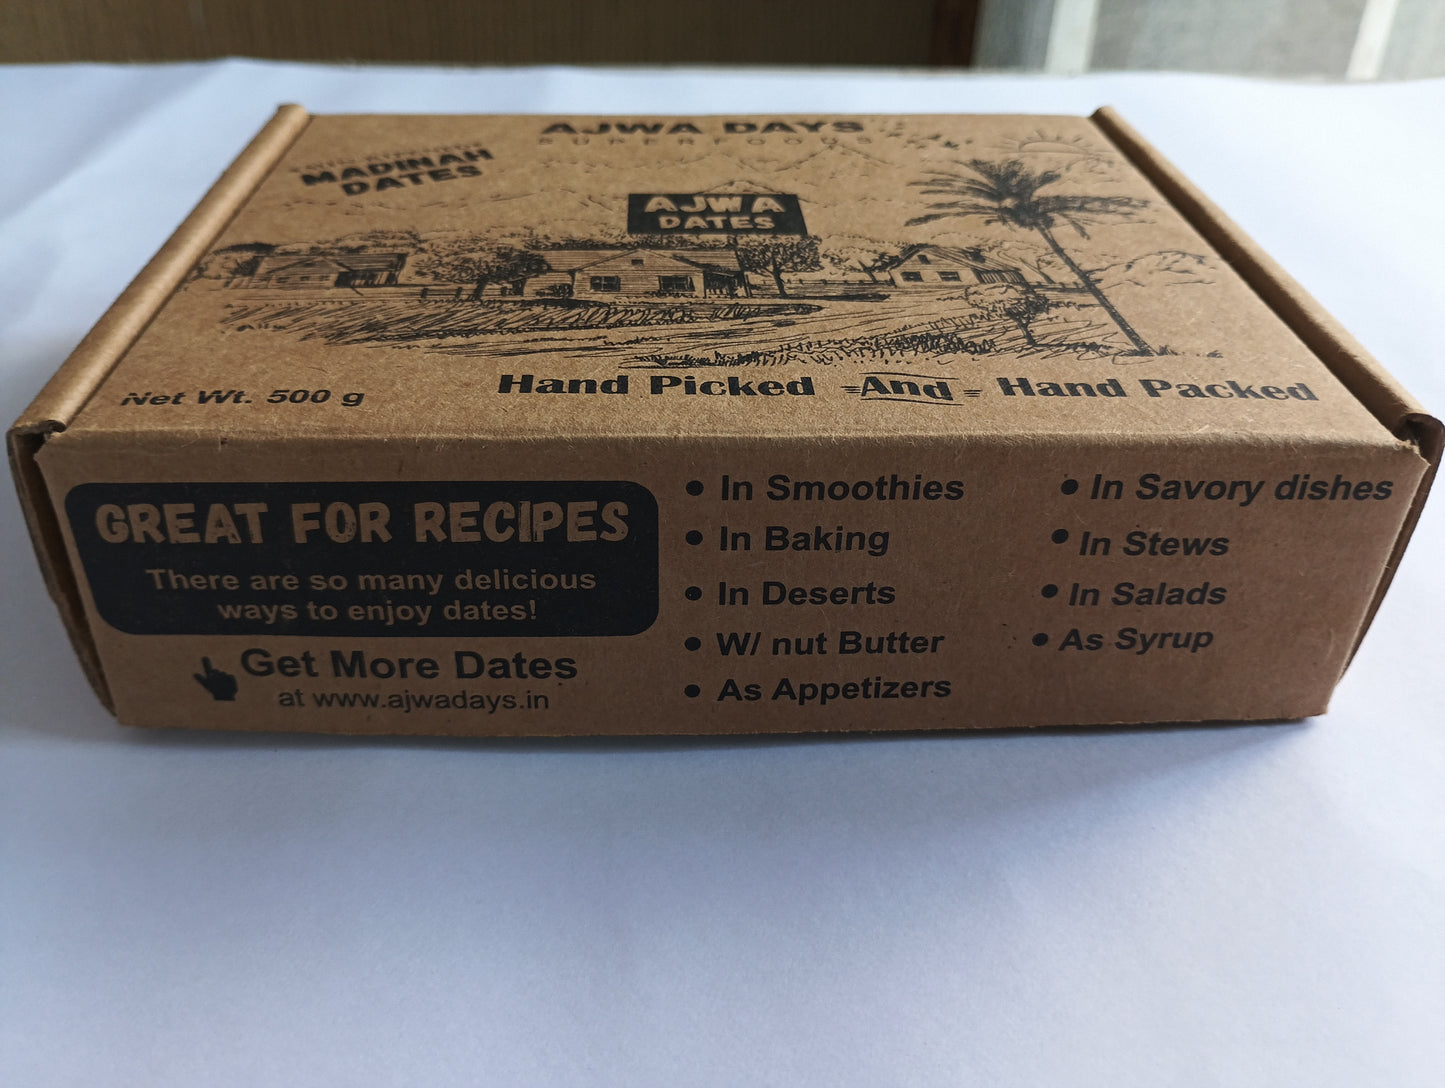 AJWA DAYS
SUPERFOODS
MADINAH
DATES
AJWA
DATES
Net Wt. 500 g
Hand Picked And Hand Packed
GREAT FOR RECIPES
There are so many delicious
ways to enjoy dates!
Get More Dates
at www.ajwadays.in
• In Smoothies
• In Baking
• In Deserts
• W/ nut Butter
• As Appetizers
• In Savory dishes
• In Stews
• In Salads
• As Syrup